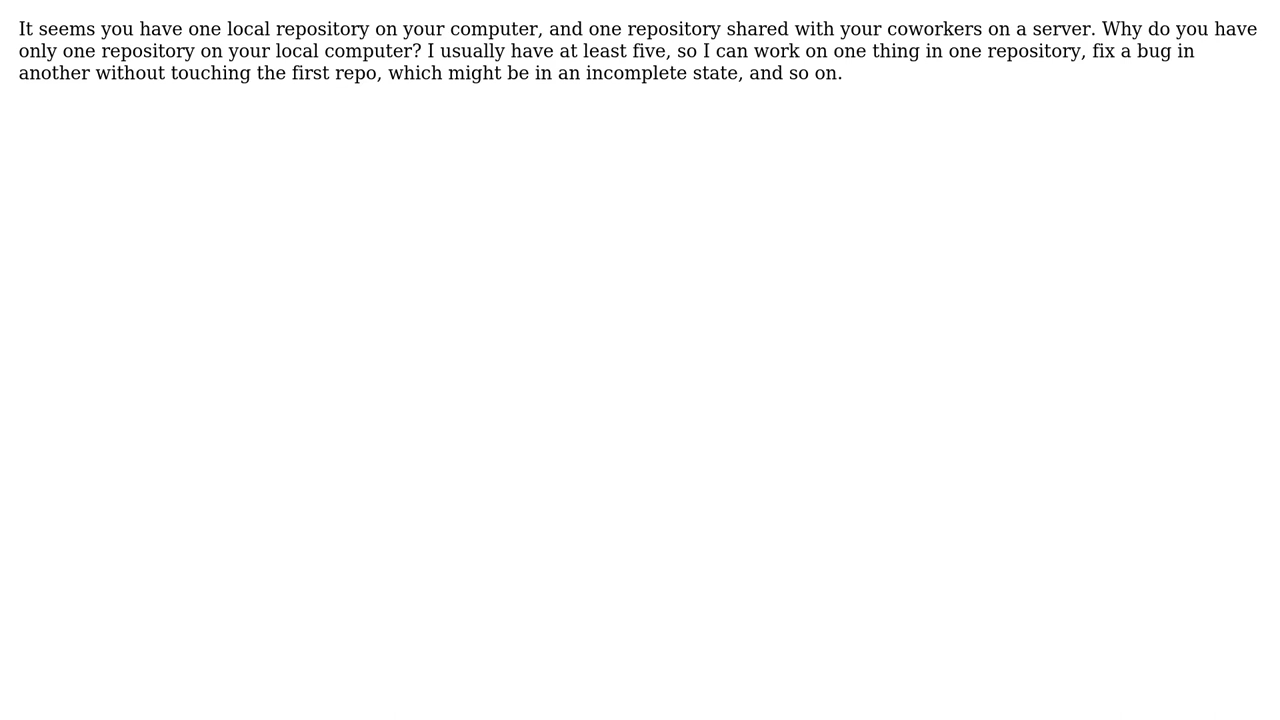 It seems you have one local repository on your computer, and one repository shared with your coworkers on a server. Why do you have
only one repository on your local computer? I usually have at least five, so I can work on one thing in one repository, fix a bug in
another without touching the first repo, which might be in an incomplete state, and so on.